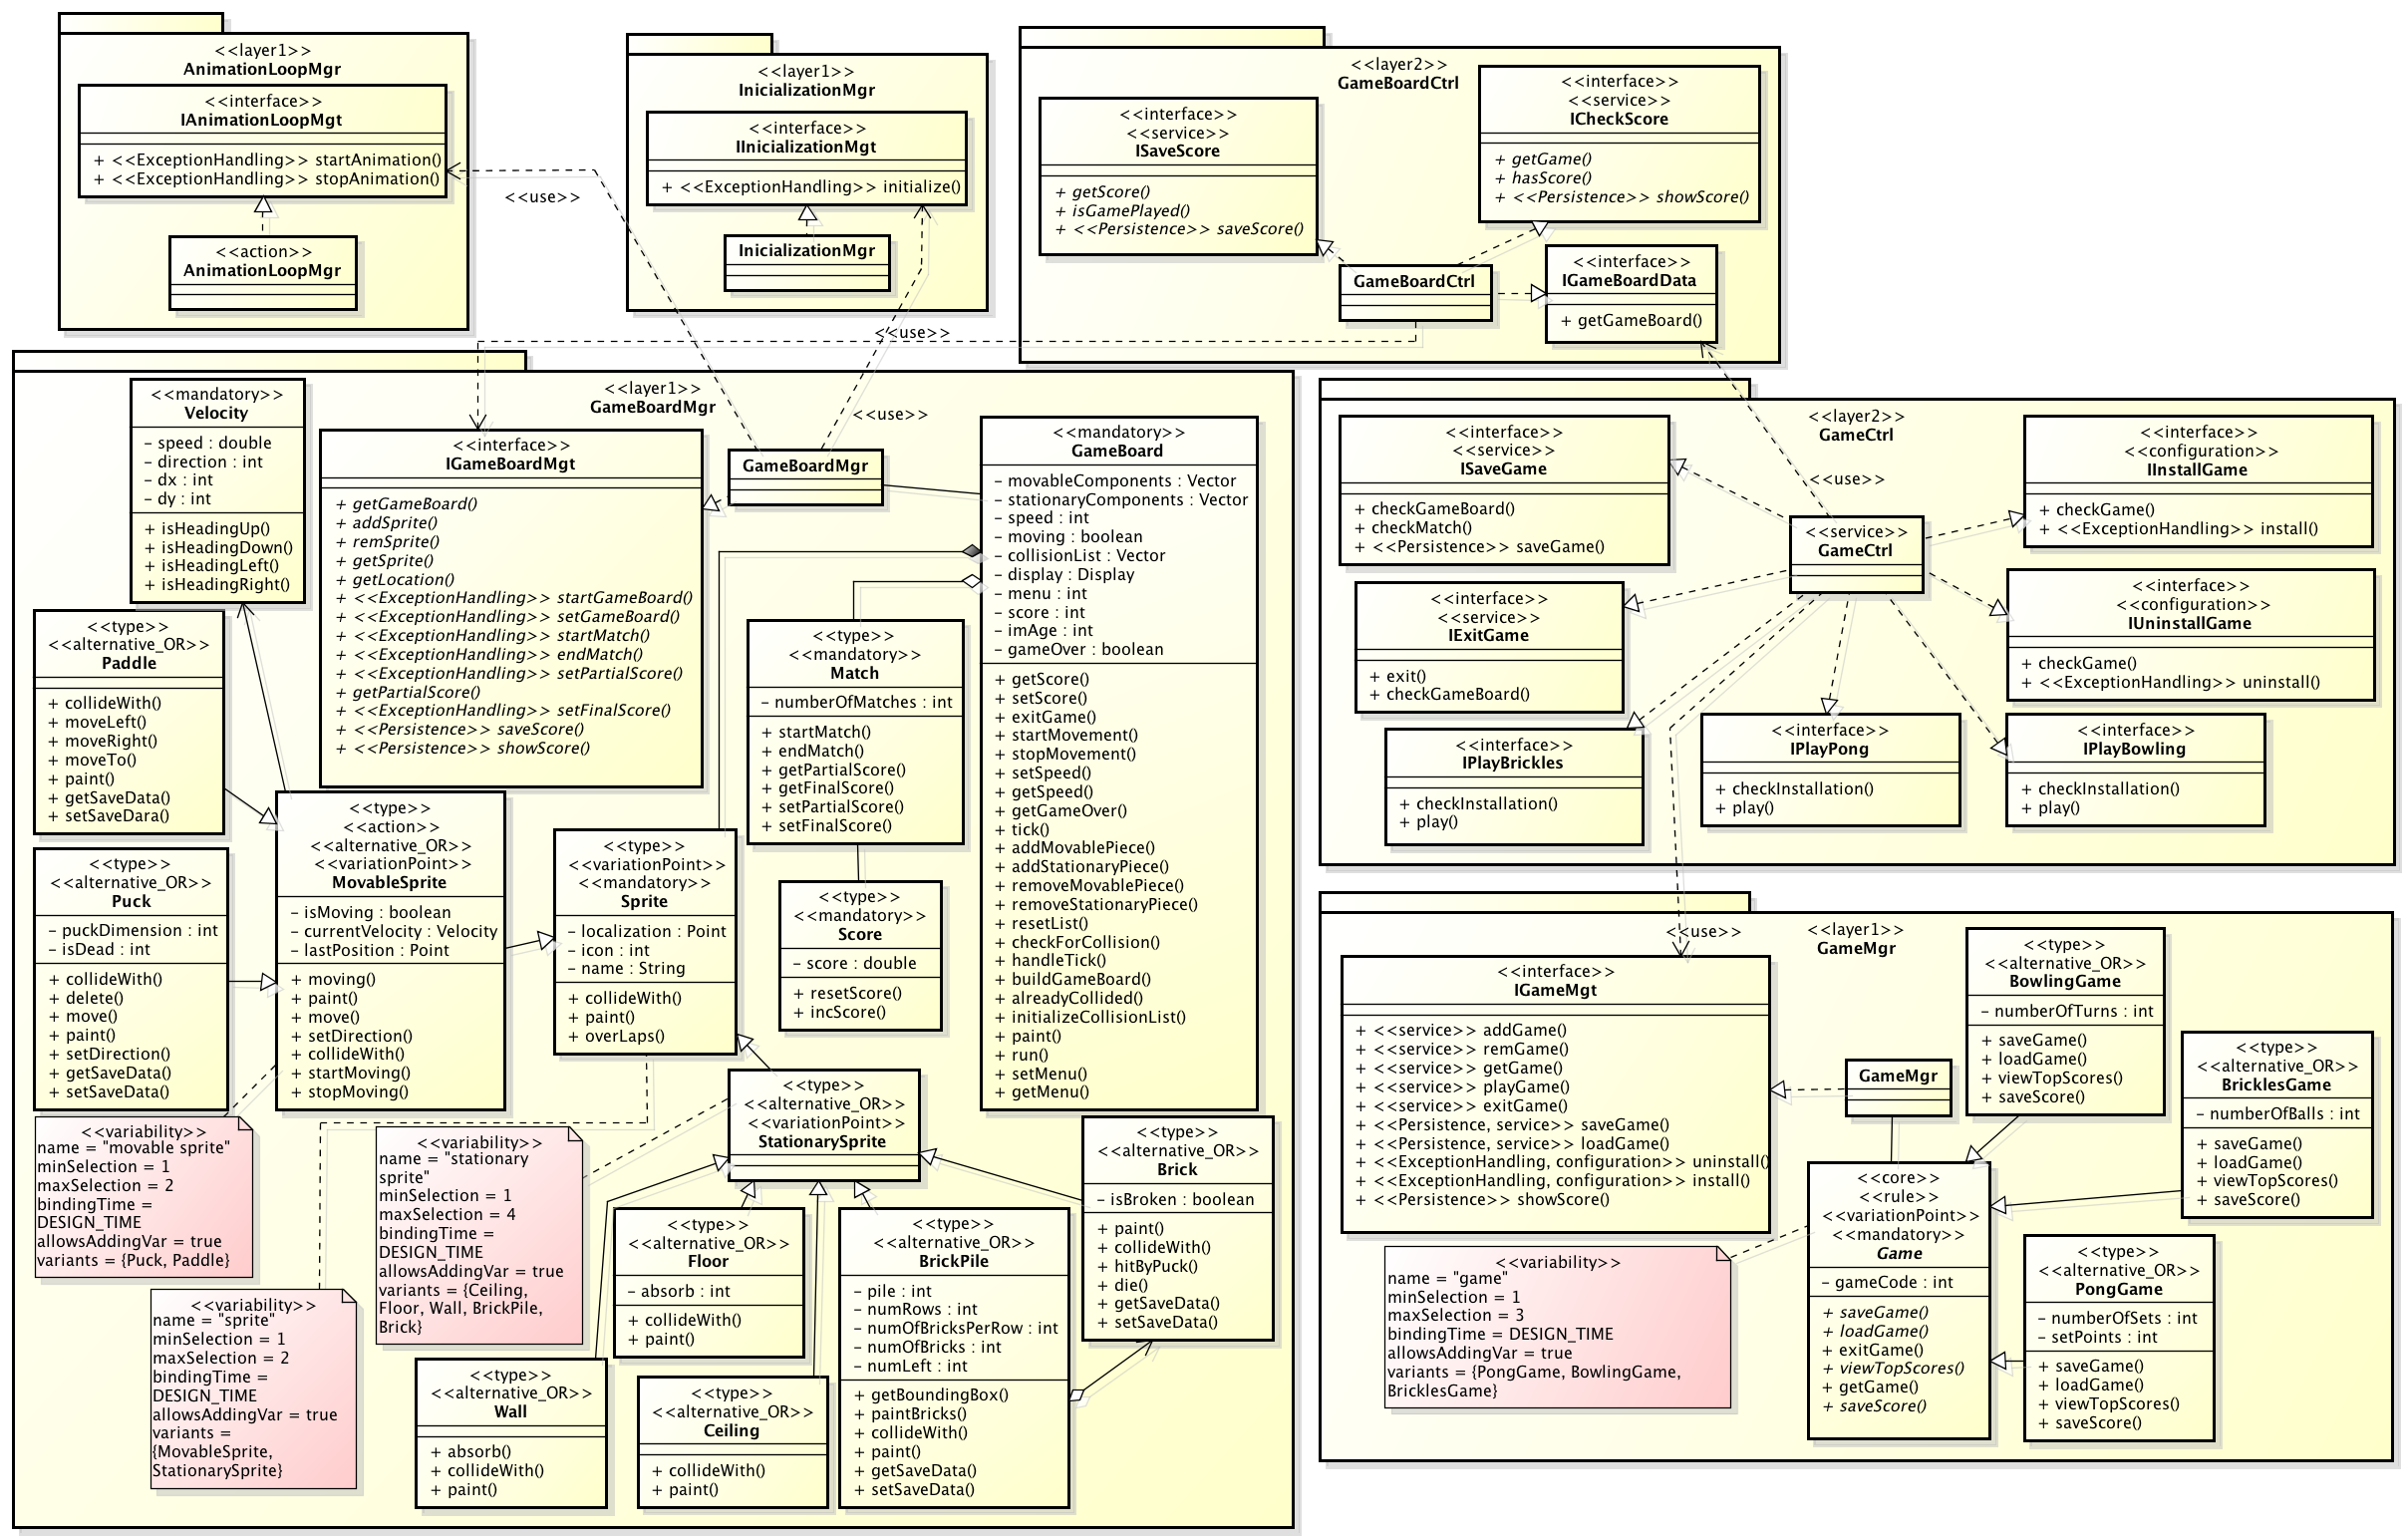 <<layer1>>
AnimationLoopMgr
<<interface>>
IAnimationLoopMgt
+ <<ExceptionHandling>> startAnimation()
+ <<ExceptionHandling>> stopAnimation()
<<action>>
AnimationLoopMgr
<<use>>
<<layer1>>
InicializationMgr
<<interface>>
IInicializationMgt
+ <<ExceptionHandling>> initialize()
InicializationMgr
<<use>>
<<layer2>>
GameBoardCtrl
<<interface>>
<<service>>
ISaveScore
+ getScore()
+ isGamePlayed()
+ <<Persistence>> saveScore()
<<interface>>
<<service>>
ICheckScore
+ getGame()
+ hasScore()
+ <<Persistence>> showScore()
GameBoardCtrl
<<interface>>
IGameBoardData
+ getGameBoard()
<<layer1>>
GameBoardMgr
<<use>>
<<mandatory>>
Velocity
− speed : double
− direction : int
− dx : int
− dy : int
+ isHeadingUp()
+ isHeadingDown()
+ isHeadingLeft()
+ isHeadingRight()
<<interface>>
IGameBoardMgt
+ getGameBoard()
+ addSprite()
+ remSprite()
+ getSprite()
+ getLocation()
+ <<ExceptionHandling>> startGameBoard()
+ <<ExceptionHandling>> setGameBoard()
+ <<ExceptionHandling>> startMatch()
+ <<ExceptionHandling>> endMatch()
+ <<ExceptionHandling>> setPartialScore()
+ getPartialScore()
+ <<ExceptionHandling>> setFinalScore()
+ <<Persistence>> saveScore()
+ <<Persistence>> showScore()
GameBoardMgr
<<mandatory>>
GameBoard
− movableComponents : Vector
− stationaryComponents : Vector
− speed : int
− moving : boolean
− collisionList : Vector
− display : Display
− menu : int
− score : int
− imAge : int
− gameOver : boolean
+ getScore()
+ setScore()
+ exitGame()
+ startMovement()
+ stopMovement()
+ setSpeed()
+ getSpeed()
+ getGameOver()
+ tick()
+ addMovablePiece()
+ addStationaryPiece()
+ removeMovablePiece()
+ removeStationaryPiece()
+ resetList()
+ checkForCollision()
+ handleTick()
+ buildGameBoard()
+ alreadyCollided()
+ initializeCollisionList()
+ paint()
+ run()
+ setMenu()
+ getMenu()
<<type>>
<<alternative_OR>>
Paddle
+ collideWith()
+ moveLeft()
+ moveRight()
+ moveTo()
+ paint()
+ getSaveData()
+ setSaveDara()
<<type>>
<<mandatory>>
Match
− numberOfMatches : int
+ startMatch()
+ endMatch()
+ getPartialScore()
+ getFinalScore()
+ setPartialScore()
+ setFinalScore()
<<type>>
<<alternative_OR>>
Puck
− puckDimension : int
− isDead : int
+ collideWith()
+ delete()
+ move()
+ paint()
+ setDirection()
+ getSaveData()
+ setSaveData()
<<type>>
<<action>>
<<alternative_OR>>
<<variationPoint>>
MovableSprite
− isMoving : boolean
− currentVelocity : Velocity
− lastPosition : Point
+ moving()
+ paint()
+ move()
+ setDirection()
+ collideWith()
+ startMoving()
+ stopMoving()
<<type>>
<<variationPoint>>
<<mandatory>>
Sprite
− localization : Point
− icon : int
− name : String
+ collideWith()
+ paint()
+ overLaps()
<<type>>
<<mandatory>>
Score
− score : double
+ resetScore()
+ incScore()
<<type>>
<<alternative_OR>>
<<variationPoint>>
StationarySprite
<<variability>>
name = "movable sprite"
minSelection = 1
maxSelection = 2
bindingTime =
DESIGN_TIME
allowsAddingVar = true
variants = {Puck, Paddle}
<<variability>>
name = "stationary
sprite"
minSelection = 1
maxSelection = 4
bindingTime =
DESIGN_TIME
allowsAddingVar = true
variants = {Ceiling,
Floor, Wall, BrickPile,
Brick}
<<variability>>
name = "sprite"
minSelection = 1
maxSelection = 2
bindingTime =
DESIGN_TIME
allowsAddingVar = true
variants =
{MovableSprite,
StationarySprite}
<<type>>
<<alternative_OR>>
Floor
− absorb : int
+ collideWith()
+ paint()
<<type>>
<<alternative_OR>>
Wall
+ absorb()
+ collideWith()
+ paint()
<<type>>
<<alternative_OR>>
Ceiling
+ collideWith()
+ paint()
<<type>>
<<alternative_OR>>
BrickPile
− pile : int
− numRows : int
− numOfBricksPerRow : int
− numOfBricks : int
− numLeft : int
+ getBoundingBox()
+ paintBricks()
+ collideWith()
+ paint()
+ getSaveData()
+ setSaveData()
<<type>>
<<alternative_OR>>
Brick
− isBroken : boolean
+ paint()
+ collideWith()
+ hitByPuck()
+ die()
+ getSaveData()
+ setSaveData()
<<layer2>>
GameCtrl
<<use>>
<<interface>>
<<service>>
ISaveGame
+ checkGameBoard()
+ checkMatch()
+ <<Persistence>> saveGame()
<<interface>>
<<configuration>>
IInstallGame
+ checkGame()
+ <<ExceptionHandling>> install()
<<service>>
GameCtrl
<<interface>>
<<service>>
IExitGame
+ exit()
+ checkGameBoard()
<<interface>>
<<configuration>>
IUninstallGame
+ checkGame()
+ <<ExceptionHandling>> uninstall()
<<interface>>
IPlayBrickles
+ checkInstallation()
+ play()
<<interface>>
IPlayPong
+ checkInstallation()
+ play()
<<interface>>
IPlayBowling
+ checkInstallation()
+ play()
<<use>>
<<layer1>>
GameMgr
<<interface>>
IGameMgt
+ <<service>> addGame()
+ <<service>> remGame()
+ <<service>> getGame()
+ <<service>> playGame()
+ <<service>> exitGame()
+ <<Persistence, service>> saveGame()
+ <<Persistence, service>> loadGame()
+ <<ExceptionHandling, configuration>> uninstall()
+ <<ExceptionHandling, configuration>> install()
+ <<Persistence>> showScore()
GameMgr
<<type>>
<<alternative_OR>>
BowlingGame
− numberOfTurns : int
+ saveGame()
+ loadGame()
+ viewTopScores()
+ saveScore()
<<type>>
<<alternative_OR>>
BricklesGame
− numberOfBalls : int
+ saveGame()
+ loadGame()
+ viewTopScores()
+ saveScore()
<<core>>
<<rule>>
<<variationPoint>>
<<mandatory>>
Game
− gameCode : int
+ saveGame()
+ loadGame()
+ exitGame()
+ viewTopScores()
+ getGame()
+ saveScore()
<<type>>
<<alternative_OR>>
PongGame
− numberOfSets : int
− setPoints : int
+ saveGame()
+ loadGame()
+ viewTopScores()
+ saveScore()
<<variability>>
name = "game"
minSelection = 1
maxSelection = 3
bindingTime = DESIGN_TIME
allowsAddingVar = true
variants = {PongGame, BowlingGame,
BricklesGame}